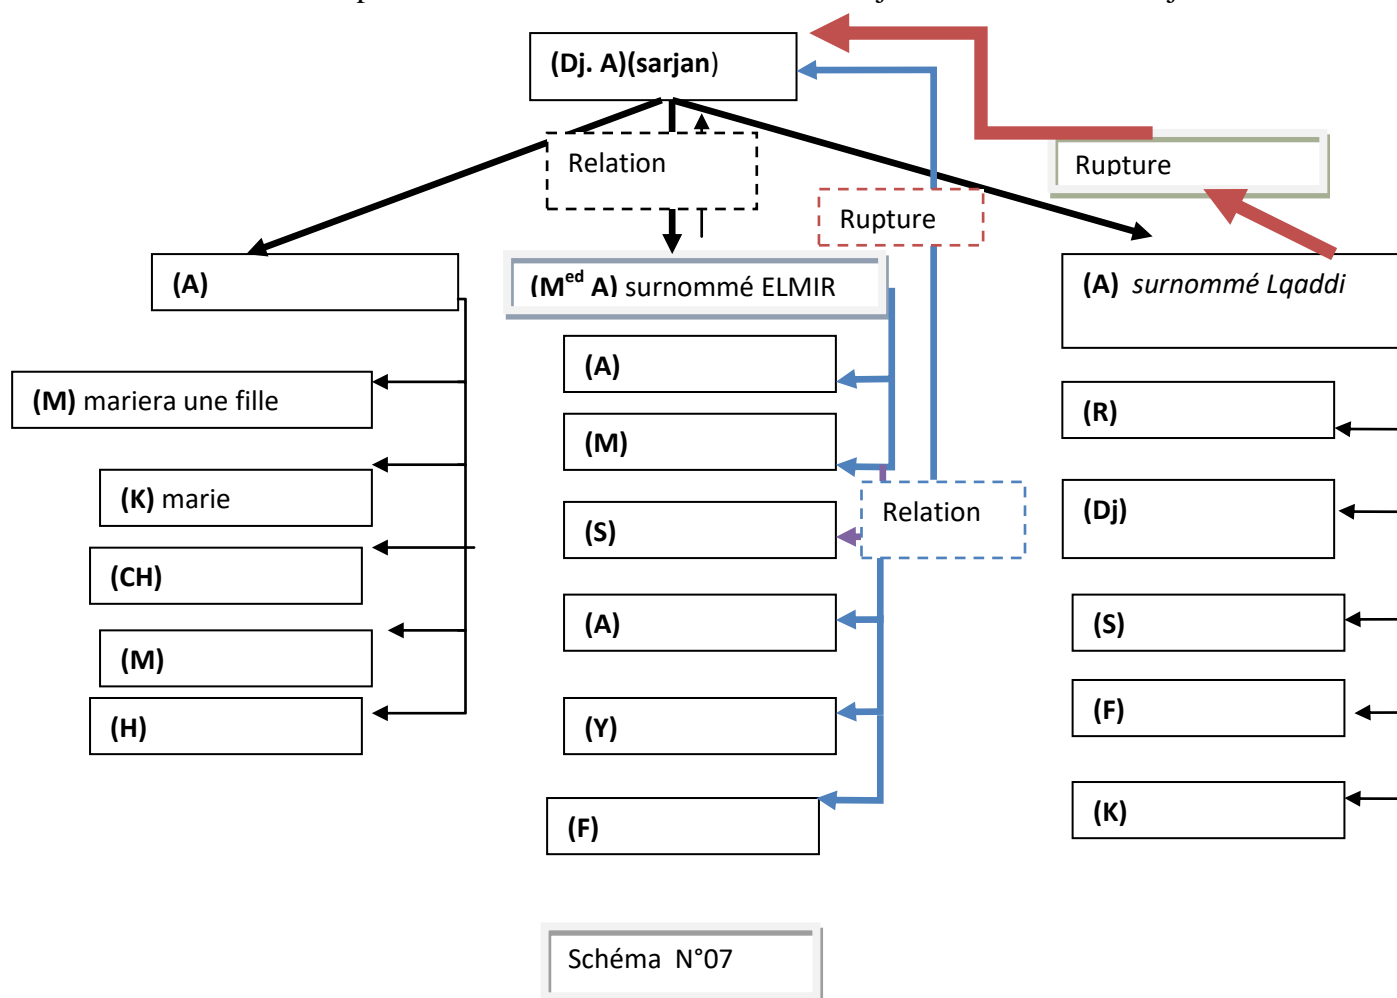 (Dj. A)(sarjan)
Relation
Rupture
Rupture
(A)
(Med A) surnommé ELMIR
(A) surnommé Lqaddi
(A)
(M) mariera une fille
(R)
(M)
(K) marie
(S)
Relation
(Dj)
(CH)
(A)
(S)
(M)
(H)
(Y)
(F)
(F)
(K)
Schéma N°07